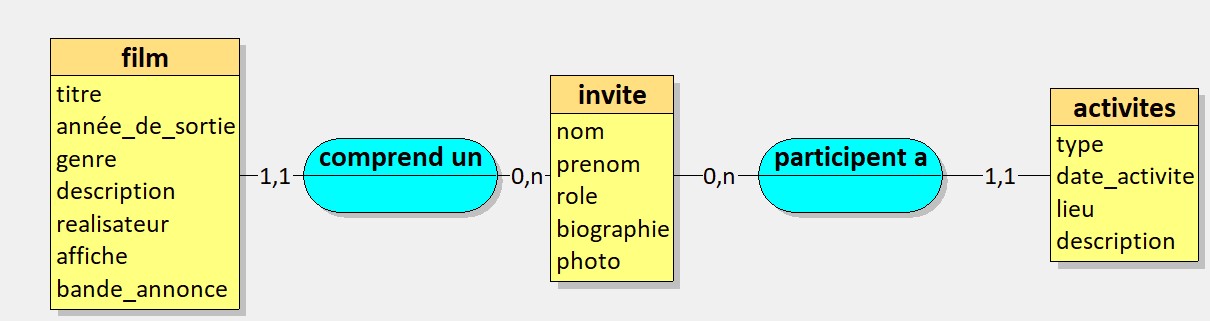 film
titre
année_de_sortie
genre
description
realisateur
affiche
bande_annonce
1,1
comprend un
0,n
invite
nom
prenom
role
biographie
photo
0,n
participent a
1,1
activites
type
date_activite
lieu
description